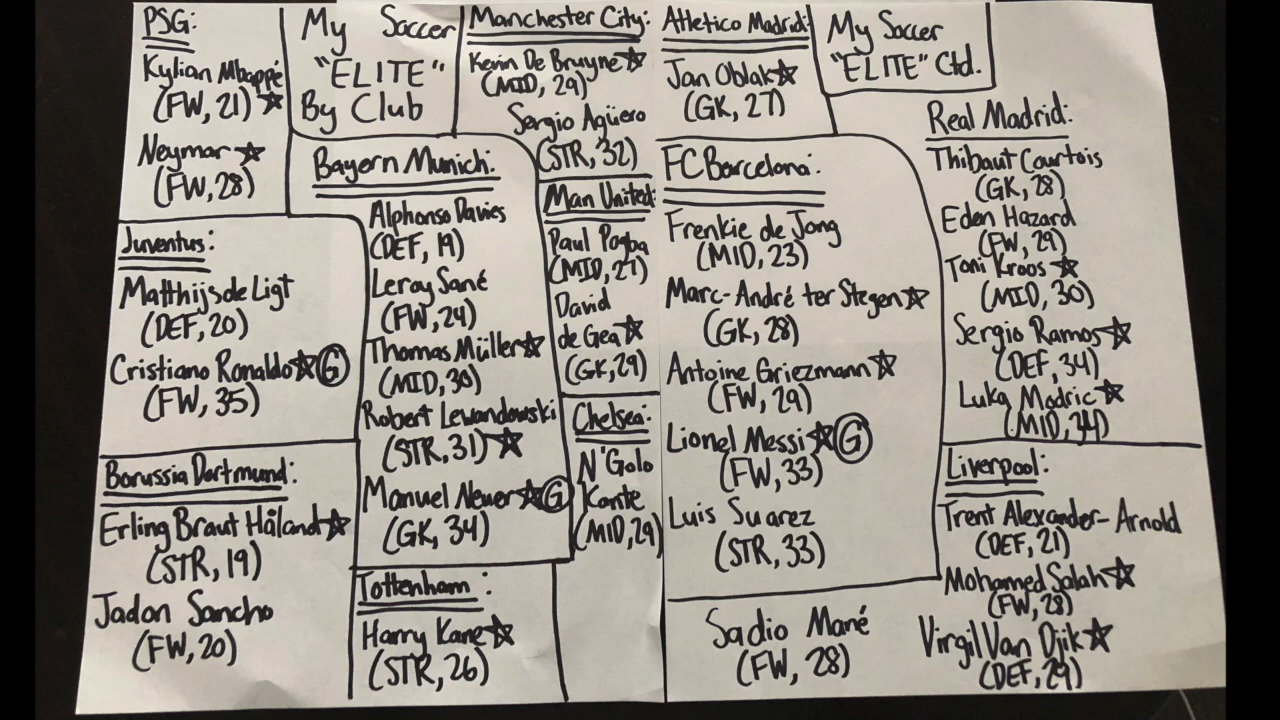 PSG:
Kylian Mbappé
(FW, 21) ☆
Neymar ☆
(FW, 28)
My Soccer
"ELITE"
By Club
Manchester City:
Kevin De Bruyne ☆
(MID, 29)
Sergio Agüero
(STR, 32)
Juventus:
Matthijs de Ligt
(DEF, 20)
Cristiano Ronaldo ☆ Ⓖ
(FW, 35)
Bayern Munich:
Alphonso Davies
(DEF, 19)
Leroy Sané
(FW, 24)
Thomas Müller ☆
(MID, 30)
Robert Lewandowski
(STR, 31) ☆
Manuel Neuer ☆ Ⓖ
(GK, 34)
Man United:
Paul Pogba
(MID, 27)
David
de Gea ☆
(GK, 29)
Chelsea:
N'Golo
Kante
(MID, 29)
Borussia Dortmund:
Erling Braut Håland ☆
(STR, 19)
Jadon Sancho
(FW, 20)
Tottenham:
Harry Kane ☆
(STR, 26)
Atletico Madrid:
Jan Oblak ☆
(GK, 27)
My Soccer
"ELITE" Ctd.
FC Barcelona:
Frenkie de Jong
(MID, 23)
Marc-André ter Stegen ☆
(GK, 28)
Antoine Griezmann ☆
(FW, 29)
Lionel Messi ☆ Ⓖ
(FW, 33)
Luis Suarez
(STR, 33)
Real Madrid:
Thibaut Courtois
(GK, 28)
Eden Hazard
(FW, 29)
Toni Kroos ☆
(MID, 30)
Sergio Ramos ☆
(DEF, 34)
Luka Modric ☆
(MID, 34)
Liverpool:
Trent Alexander-Arnold
(DEF, 21)
Mohamed Salah ☆
(FW, 28)
Virgil Van Djik ☆
(DEF, 29)
Sadio Mané
(FW, 28)